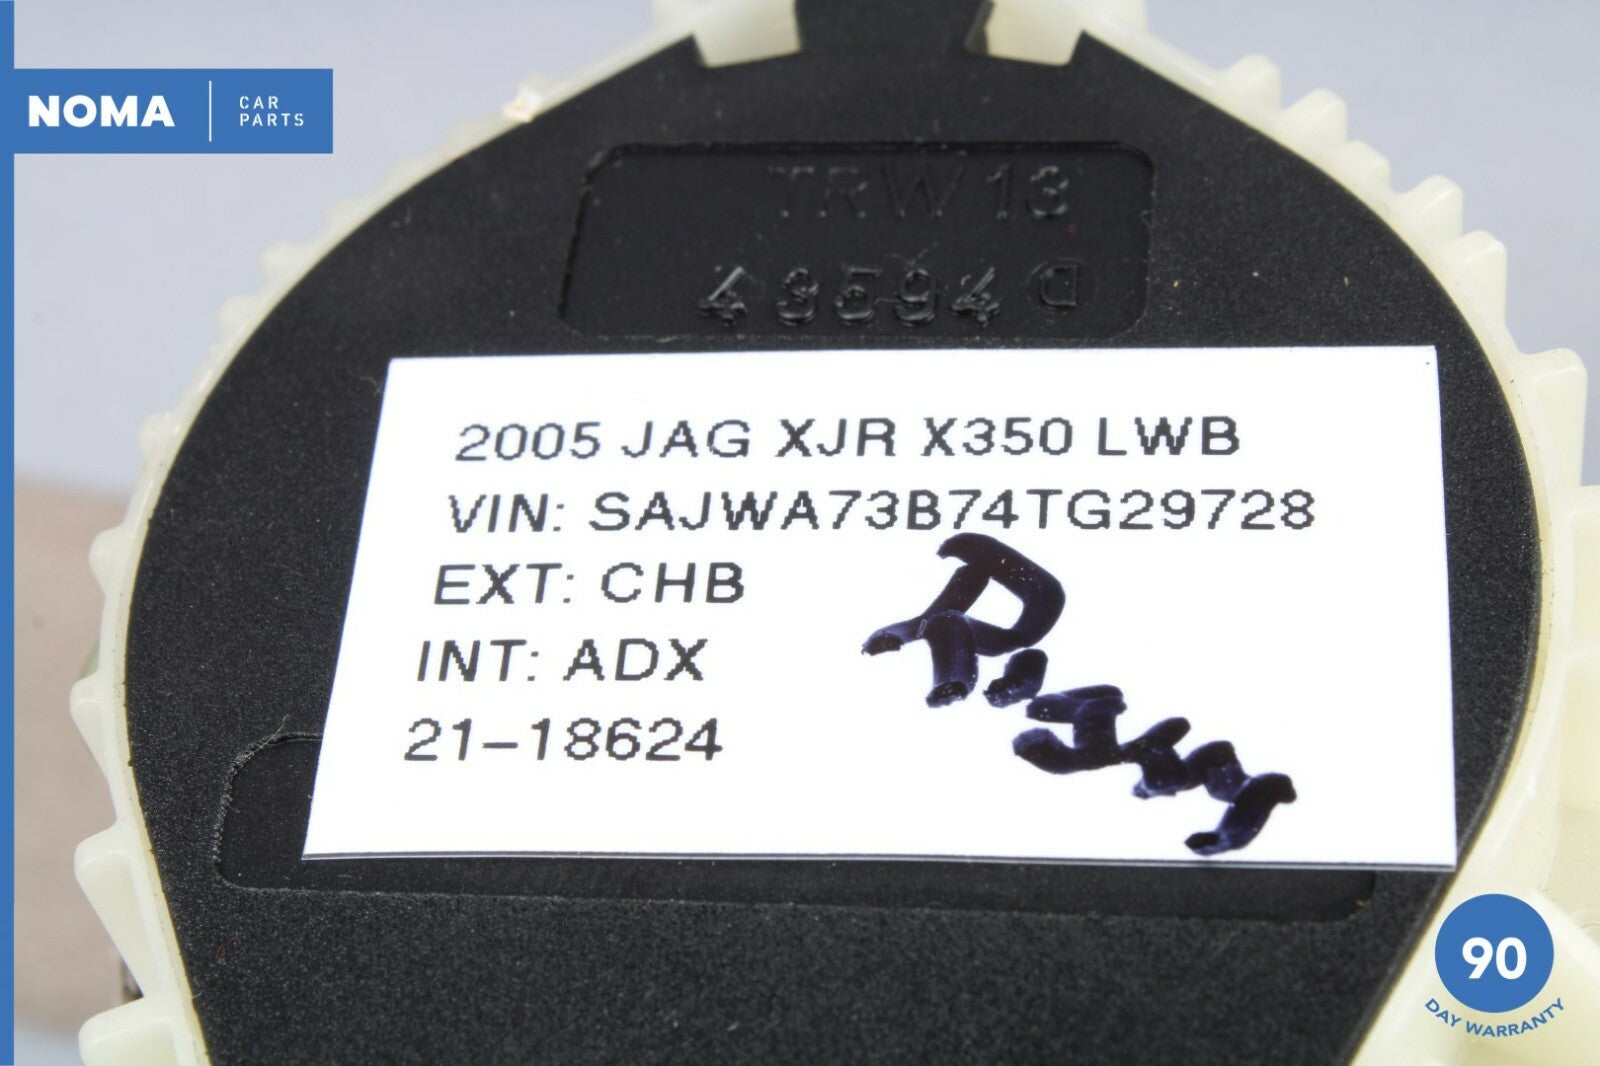 NOMA
CAR
PARTS
TRW 13
43594 D
2005 JAG XJR X350 LWB
VIN: SAJWA73B74TG29728
EXT: CHB
INT: ADX
21-18624
90
DAY WARRANTY